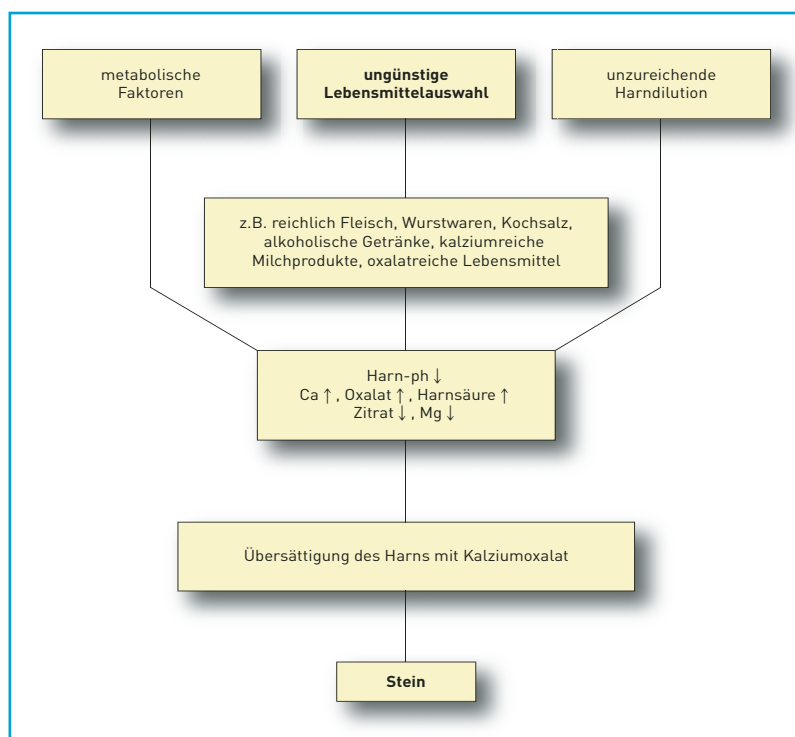 metabolische
Faktoren
ungünstige
Lebensmittelauswahl
unzureichende
Harndilution
z.B. reichlich Fleisch, Wurstwaren, Kochsalz,
alkoholische Getränke, kalziumreiche
Milchprodukte, oxalatreiche Lebensmittel
Harn-ph ↓
Ca ↑ , Oxalat ↑ , Harnsäure ↑
Zitrat ↓ , Mg ↓
Übersättigung des Harns mit Kalziumoxalat
Stein